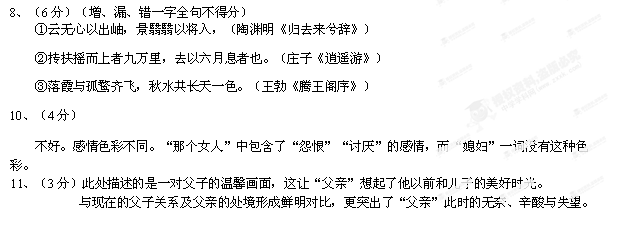 8、（6分）（增、漏、错一字全句不得分）
①云无心以出岫，景翳翳以将入，（陶渊明《归去来兮辞》）
②抟扶摇而上者九万里，去以六月息者也。（庄子《逍遥游》）
③落霞与孤鹜齐飞，秋水共长天一色。（王勃《滕王阁序》）
10、（4分）
不好。感情色彩不同。“那个女人”中包含了“怨恨”“讨厌”的感情，而“媳妇”一词没有这种色
彩。
11、（3分）此处描述的是一对父子的温馨画面，这让“父亲”想起了他以前和儿子的美好时光。
与现在的父子关系及父亲的处境形成鲜明对比，更突出了“父亲”此时的无奈、辛酸与失望。